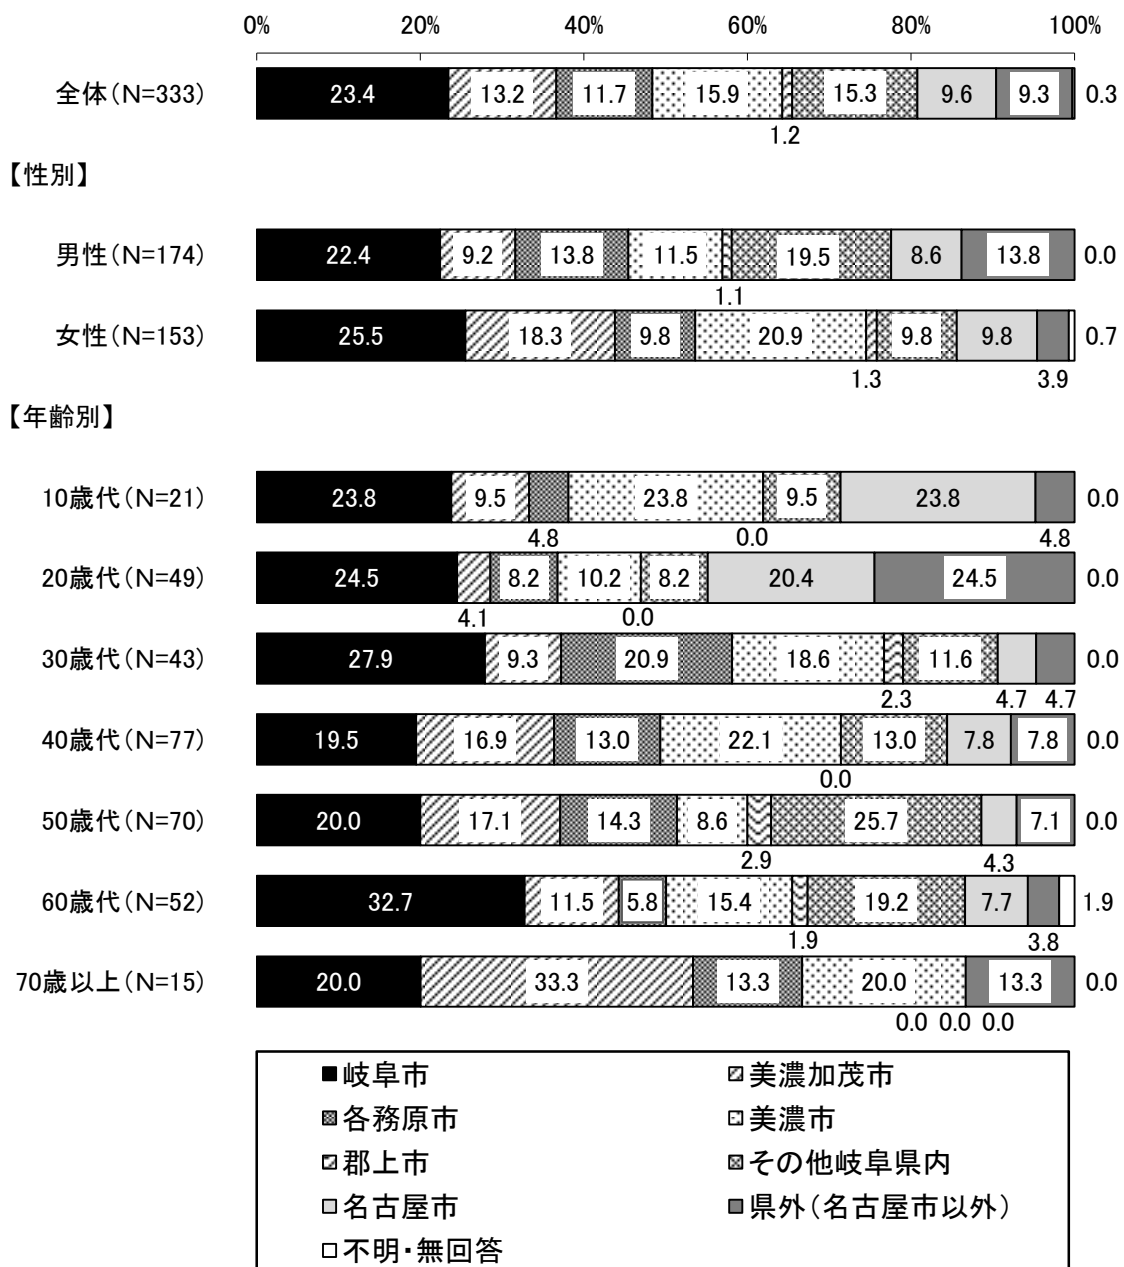 0% 20% 40% 60% 80% 100%
全体(N=333) 23.4 13.2 11.7 15.9 15.3 9.6 9.3 0.3
1.2
【性別】
男性(N=174) 22.4 9.2 13.8 11.5 19.5 8.6 13.8 0.0
1.1
女性(N=153) 25.5 18.3 9.8 20.9 9.8 9.8 0.7
1.3 3.9
【年齢別】
10歳代(N=21) 23.8 9.5 23.8 9.5 23.8 0.0
4.8 0.0 4.8
20歳代(N=49) 24.5 8.2 10.2 8.2 20.4 24.5 0.0
4.1 0.0
30歳代(N=43) 27.9 9.3 20.9 18.6 11.6 0.0
2.3 4.7 4.7
40歳代(N=77) 19.5 16.9 13.0 22.1 13.0 7.8 7.8 0.0
0.0
50歳代(N=70) 20.0 17.1 14.3 8.6 25.7 7.1 0.0
2.9 4.3
60歳代(N=52) 32.7 11.5 5.8 15.4 19.2 7.7 1.9
1.9 3.8
70歳以上(N=15) 20.0 33.3 13.3 20.0 13.3 0.0
0.0 0.0 0.0
岐阜市 美濃加茂市
各務原市 美濃市
郡上市 その他岐阜県内
名古屋市 県外(名古屋市以外)
不明・無回答